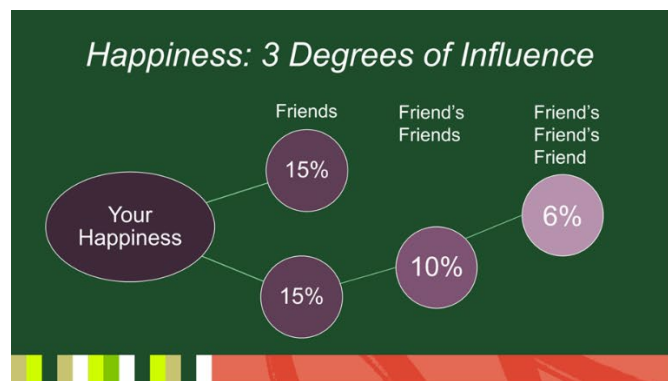 Happiness: 3 Degrees of Influence
Friends
Friend's
Friends
Friend's
Friend's
Friend
15%
Your
Happiness
6%
10%
15%